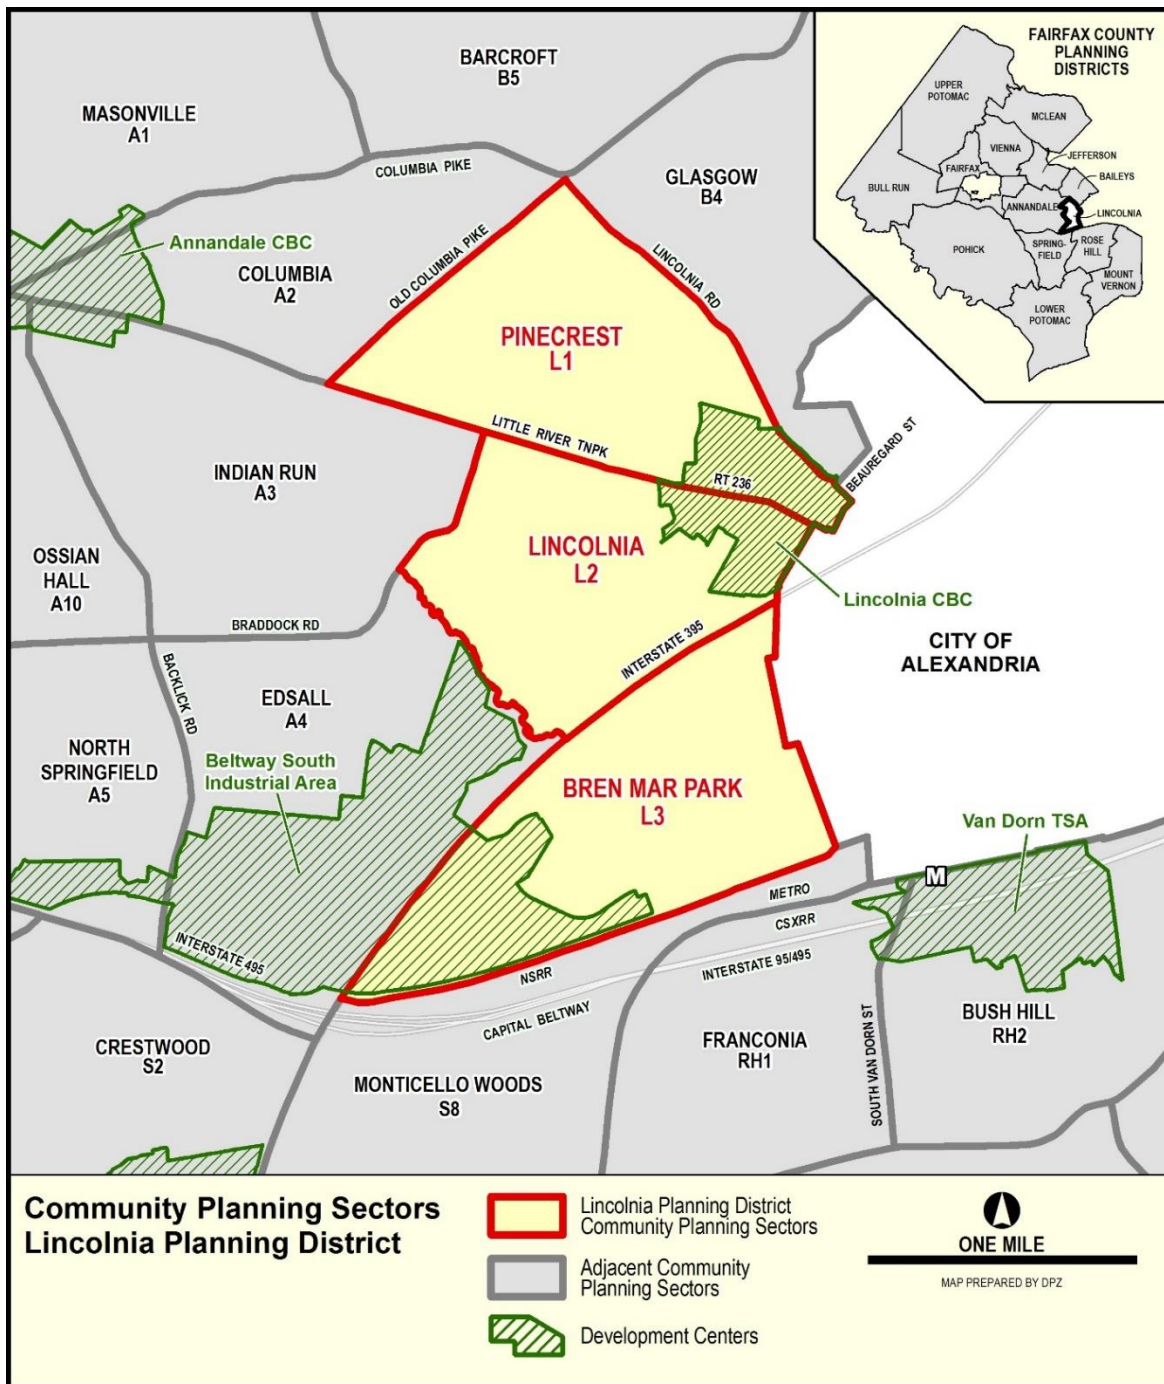 FAIRFAX COUNTY
PLANNING
DISTRICTS
UPPER
POTOMAC
MCLEAN
VIENNA
JEFFERSON
FAIRFAX
BAILEYS
BULL RUN
ANNANDALE
LINCOLNIA
POHICK
SPRING-
FIELD
ROSE
HILL
MOUNT
VERNON
LOWER
POTOMAC
BARCROFT
B5
MASONVILLE
A1
COLUMBIA PIKE
GLASGOW
B4
Annandale CBC
COLUMBIA
A2
OLD COLUMBIA PIKE
LINCOLNIA RD
PINECREST
L1
LITTLE RIVER TNPK
RT 236
BEAUREGARD ST
INDIAN RUN
A3
LINCOLNIA
L2
OSSIAN
HALL
A10
Lincolnia CBC
BRADDOCK RD
INTERSTATE 395
CITY OF
ALEXANDRIA
BACKLICK RD
EDSALL
A4
NORTH
SPRINGFIELD
A5
Beltway South
Industrial Area
BREN MAR PARK
L3
Van Dorn TSA
M
METRO
CSXRR
INTERSTATE 495
NSRR
INTERSTATE 95/495
CAPITAL BELTWAY
CRESTWOOD
S2
MONTICELLO WOODS
S8
FRANCONIA
RH1
SOUTH VAN DORN ST
BUSH HILL
RH2
Community Planning Sectors
Lincolnia Planning District
Lincolnia Planning District
Community Planning Sectors
Adjacent Community
Planning Sectors
Development Centers
ONE MILE
MAP PREPARED BY DPZ